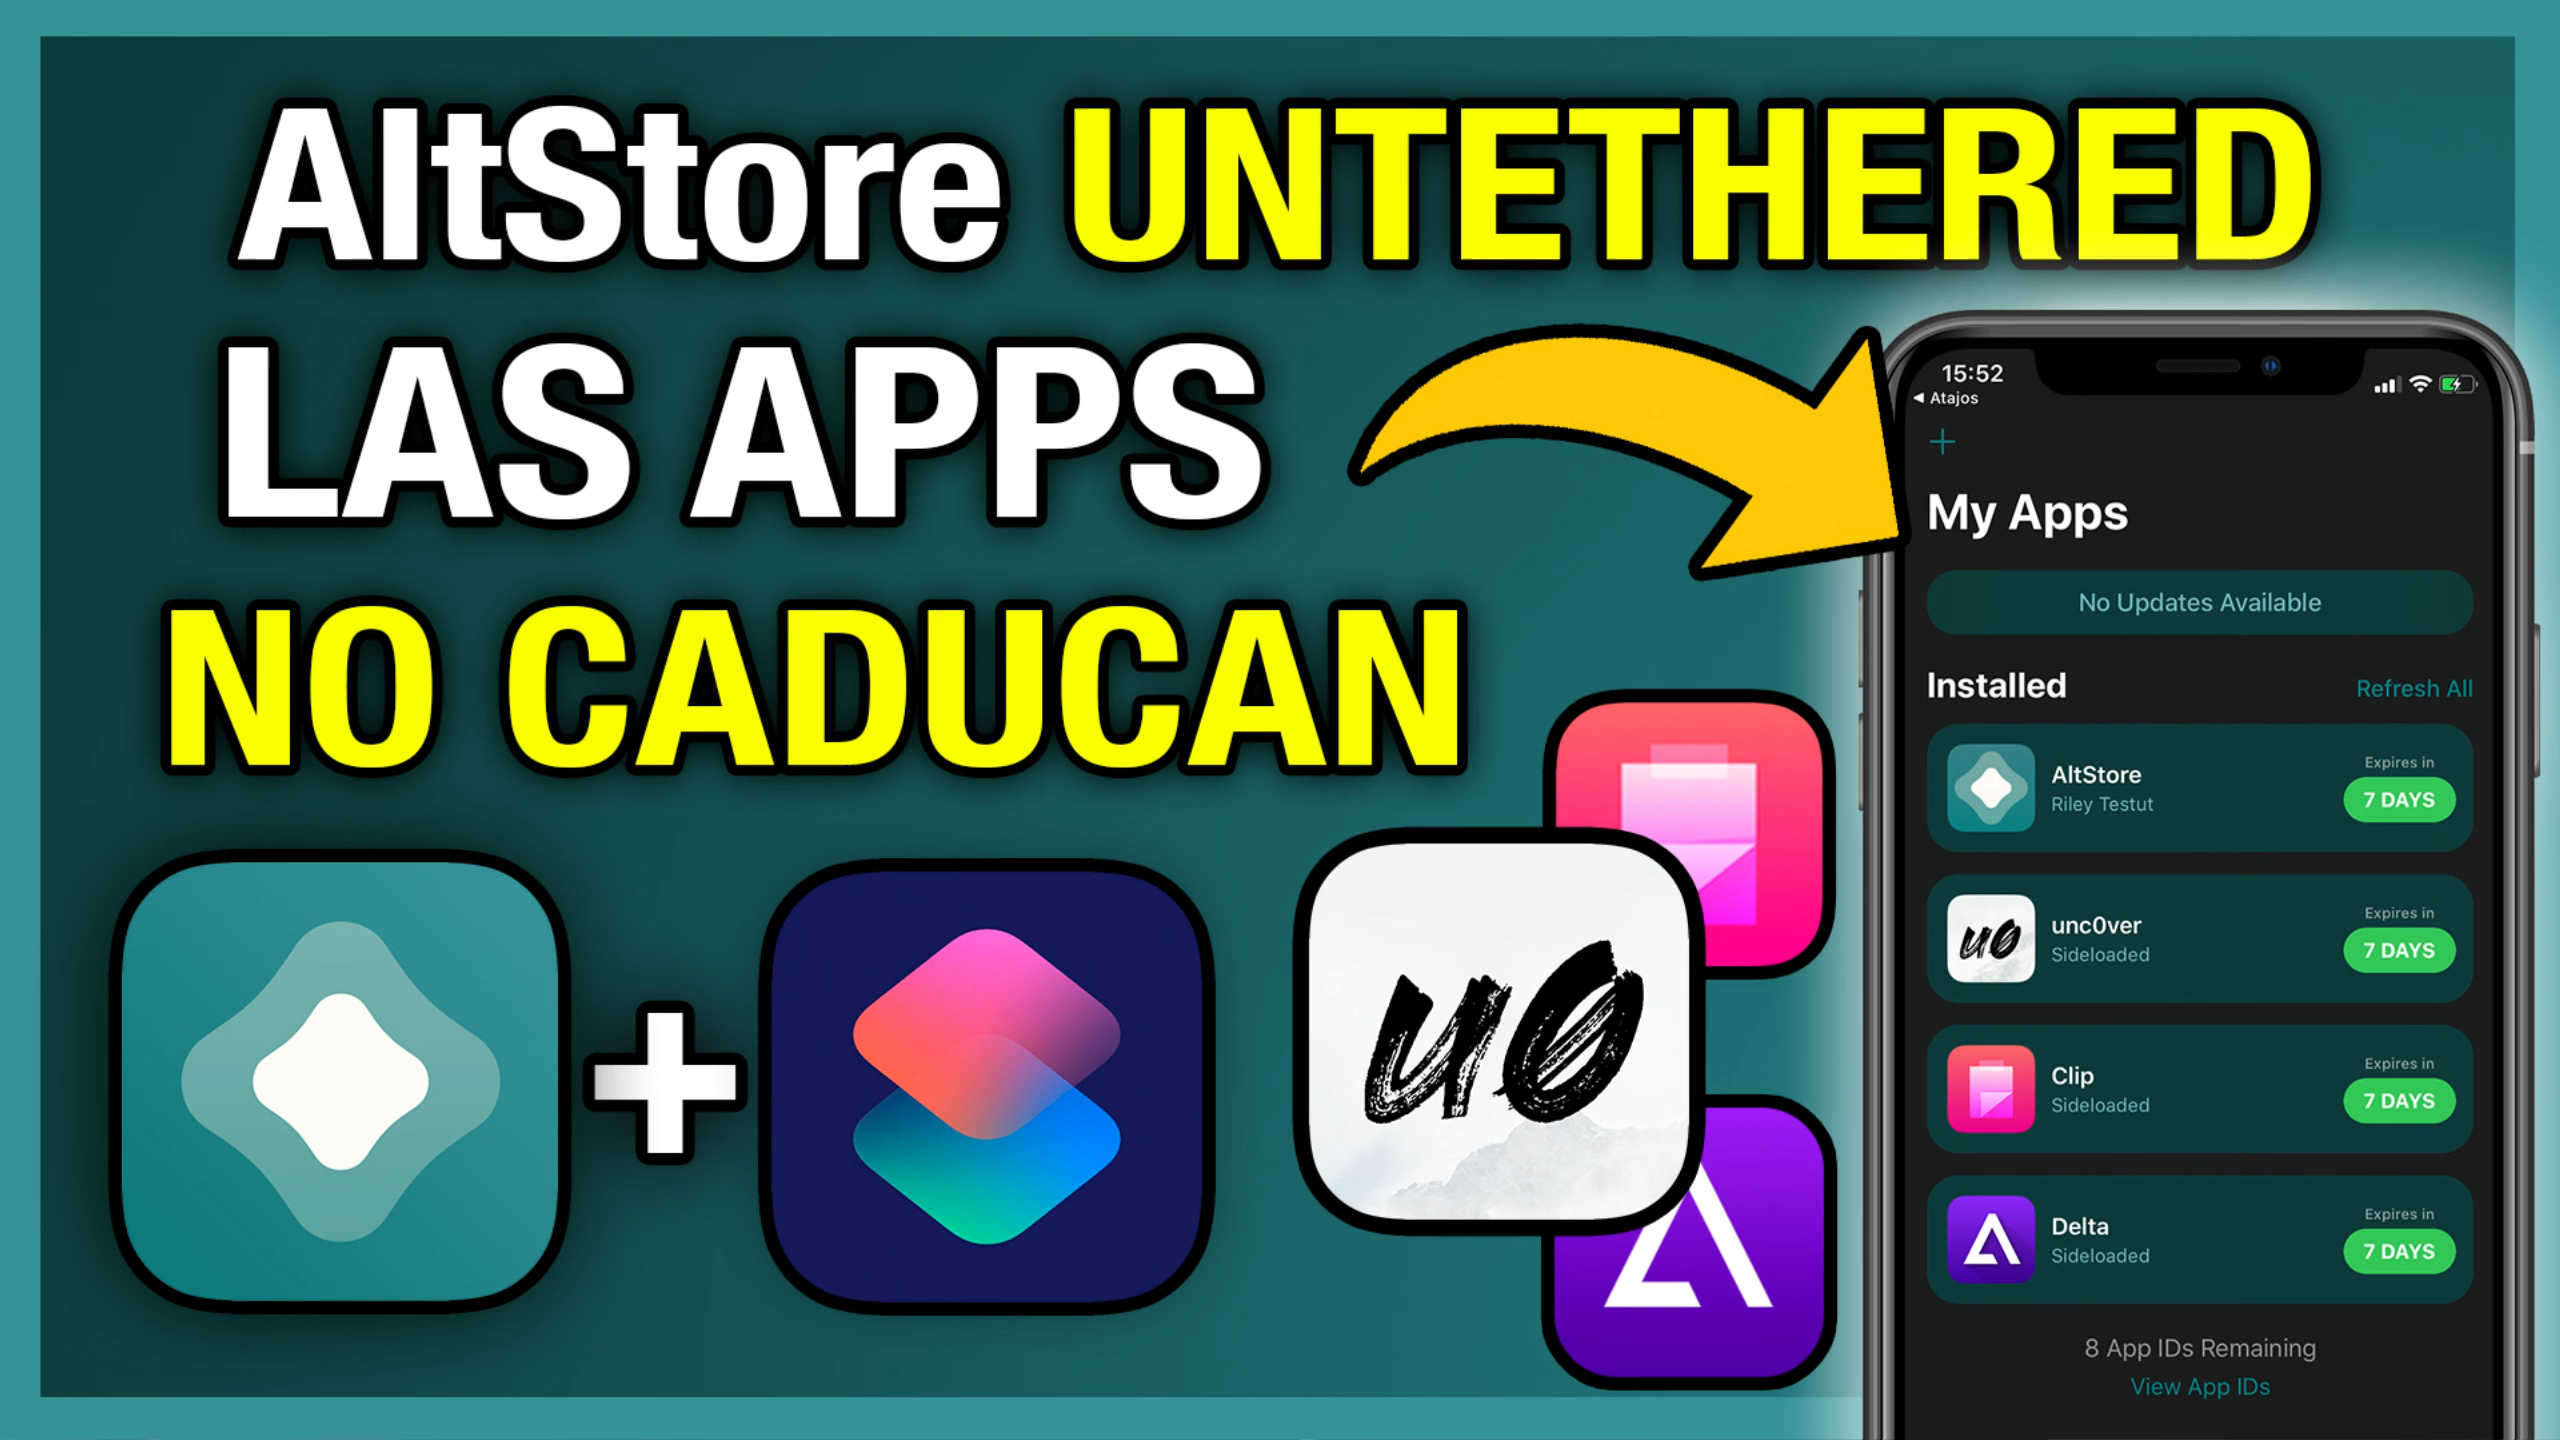 AltStore UNTETHERED
LAS APPS
NO CADUCAN
+
u0
15:52
◀ Atajos
+
My Apps
No Updates Available
Installed
Refresh All
AltStore
Riley Testut
Expires in
7 DAYS
u0
unc0ver
Sideloaded
Expires in
7 DAYS
Clip
Sideloaded
Expires in
7 DAYS
Delta
Sideloaded
Expires in
7 DAYS
8 App IDs Remaining
View App IDs